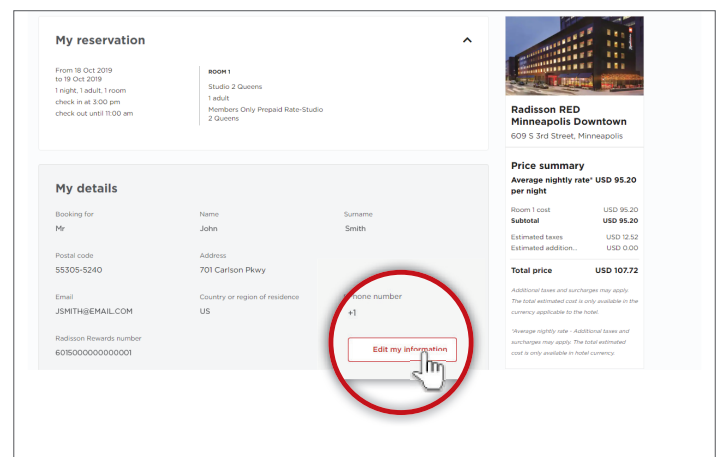 My reservation
From 18 Oct 2019
to 19 Oct 2019
1 night, 1 adult, 1 room
check in at 3:00 pm
check out until 11:00 am
ROOM 1
Studio 2 Queens
1 adult
Members Only Prepaid Rate-Studio
2 Queens
My details
Booking for
Mr
Name
John
Surname
Smith
Postal code
55305-5240
Address
701 Carlson Pkwy
Email
JSMITH@EMAIL.COM
Country or region of residence
US
Phone number
+1
Radisson Rewards number
6015000000000001
Edit my information
Radisson RED
Minneapolis Downtown
609 S 3rd Street, Minneapolis
Price summary
Average nightly rate* USD 95.20
per night
Room 1 cost USD 95.20
Subtotal USD 95.20
Estimated taxes USD 12.52
Estimated addition... USD 0.00
Total price USD 107.72
Additional taxes and surcharges may apply.
The total estimated cost is only available in the
currency applicable to the hotel.
*Average nightly rate - Additional taxes and
surcharges may apply. The total estimated
cost is only available in hotel currency.